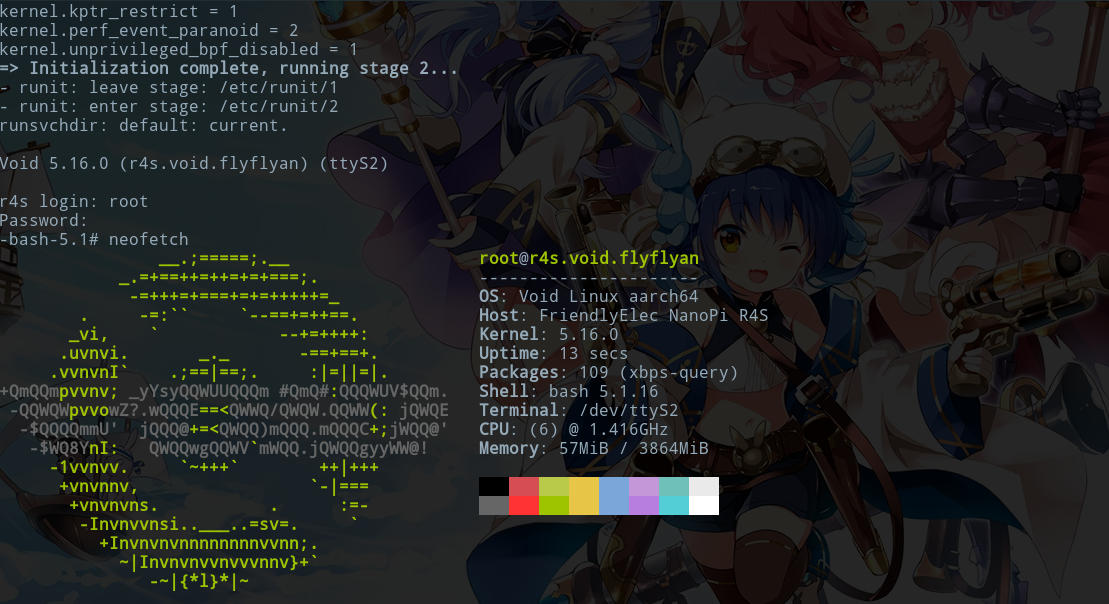 kernel.kptr_restrict = 1
kernel.perf_event_paranoid = 2
kernel.unprivileged_bpf_disabled = 1
=> Initialization complete, running stage 2...
- runit: leave stage: /etc/runit/1
- runit: enter stage: /etc/runit/2
runsvchdir: default: current.
Void 5.16.0 (r4s.void.flyflyan) (ttyS2)
r4s login: root
Password:
-bash-5.1# neofetch
root@r4s.void.flyflyan
----------------------
OS: Void Linux aarch64
Host: FriendlyElec NanoPi R4S
Kernel: 5.16.0
Uptime: 13 secs
Packages: 109 (xbps-query)
Shell: bash 5.1.16
Terminal: /dev/ttyS2
CPU: (6) @ 1.416GHz
Memory: 57MiB / 3864MiB